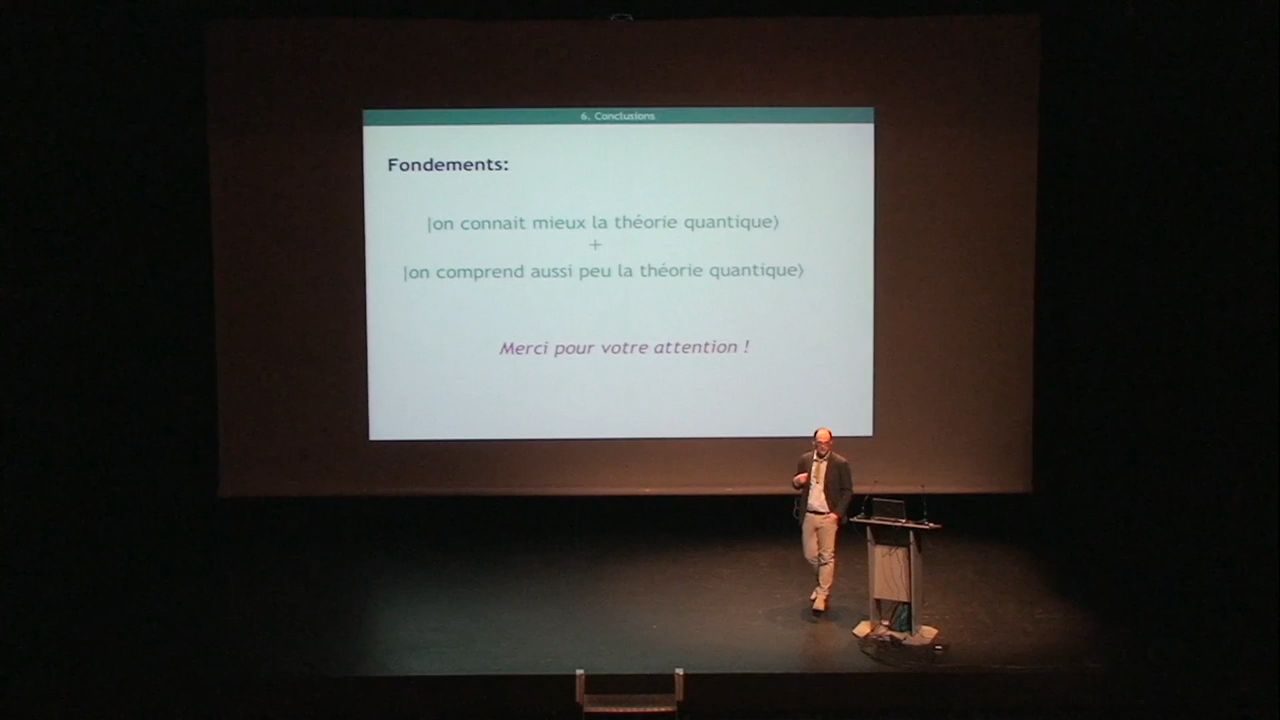 6. Conclusions
Fondements:
|on connait mieux la théorie quantique⟩
+
|on comprend aussi peu la théorie quantique⟩
Merci pour votre attention !